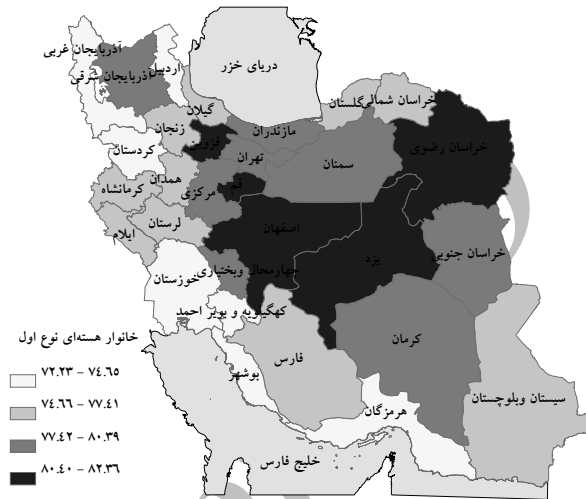 دریای خزر
آذربایجان غربی
آذربایجان شرقی
اردبیل
گیلان
خراسان شمالی
گلستان
زنجان
مازندران
قزوین
خراسان رضوی
کردستان
تهران
سمنان
همدان
کرمانشاه
مرکزی
قم
لرستان
ایلام
اصفهان
یزد
خراسان جنوبی
چهارمحال وبختیاری
خوزستان
کهگیلویه و بویر احمد
کرمان
فارس
بوشهر
سیستان وبلوچستان
هرمزگان
خلیج فارس
خانوار هسته‌ای نوع اول
۷۲.۲۳ – ۷۴.۶۵
۷۴.۶۶ – ۷۷.۴۱
۷۷.۴۲ – ۸۰.۳۹
۸۰.۴۰ – ۸۲.۳۶